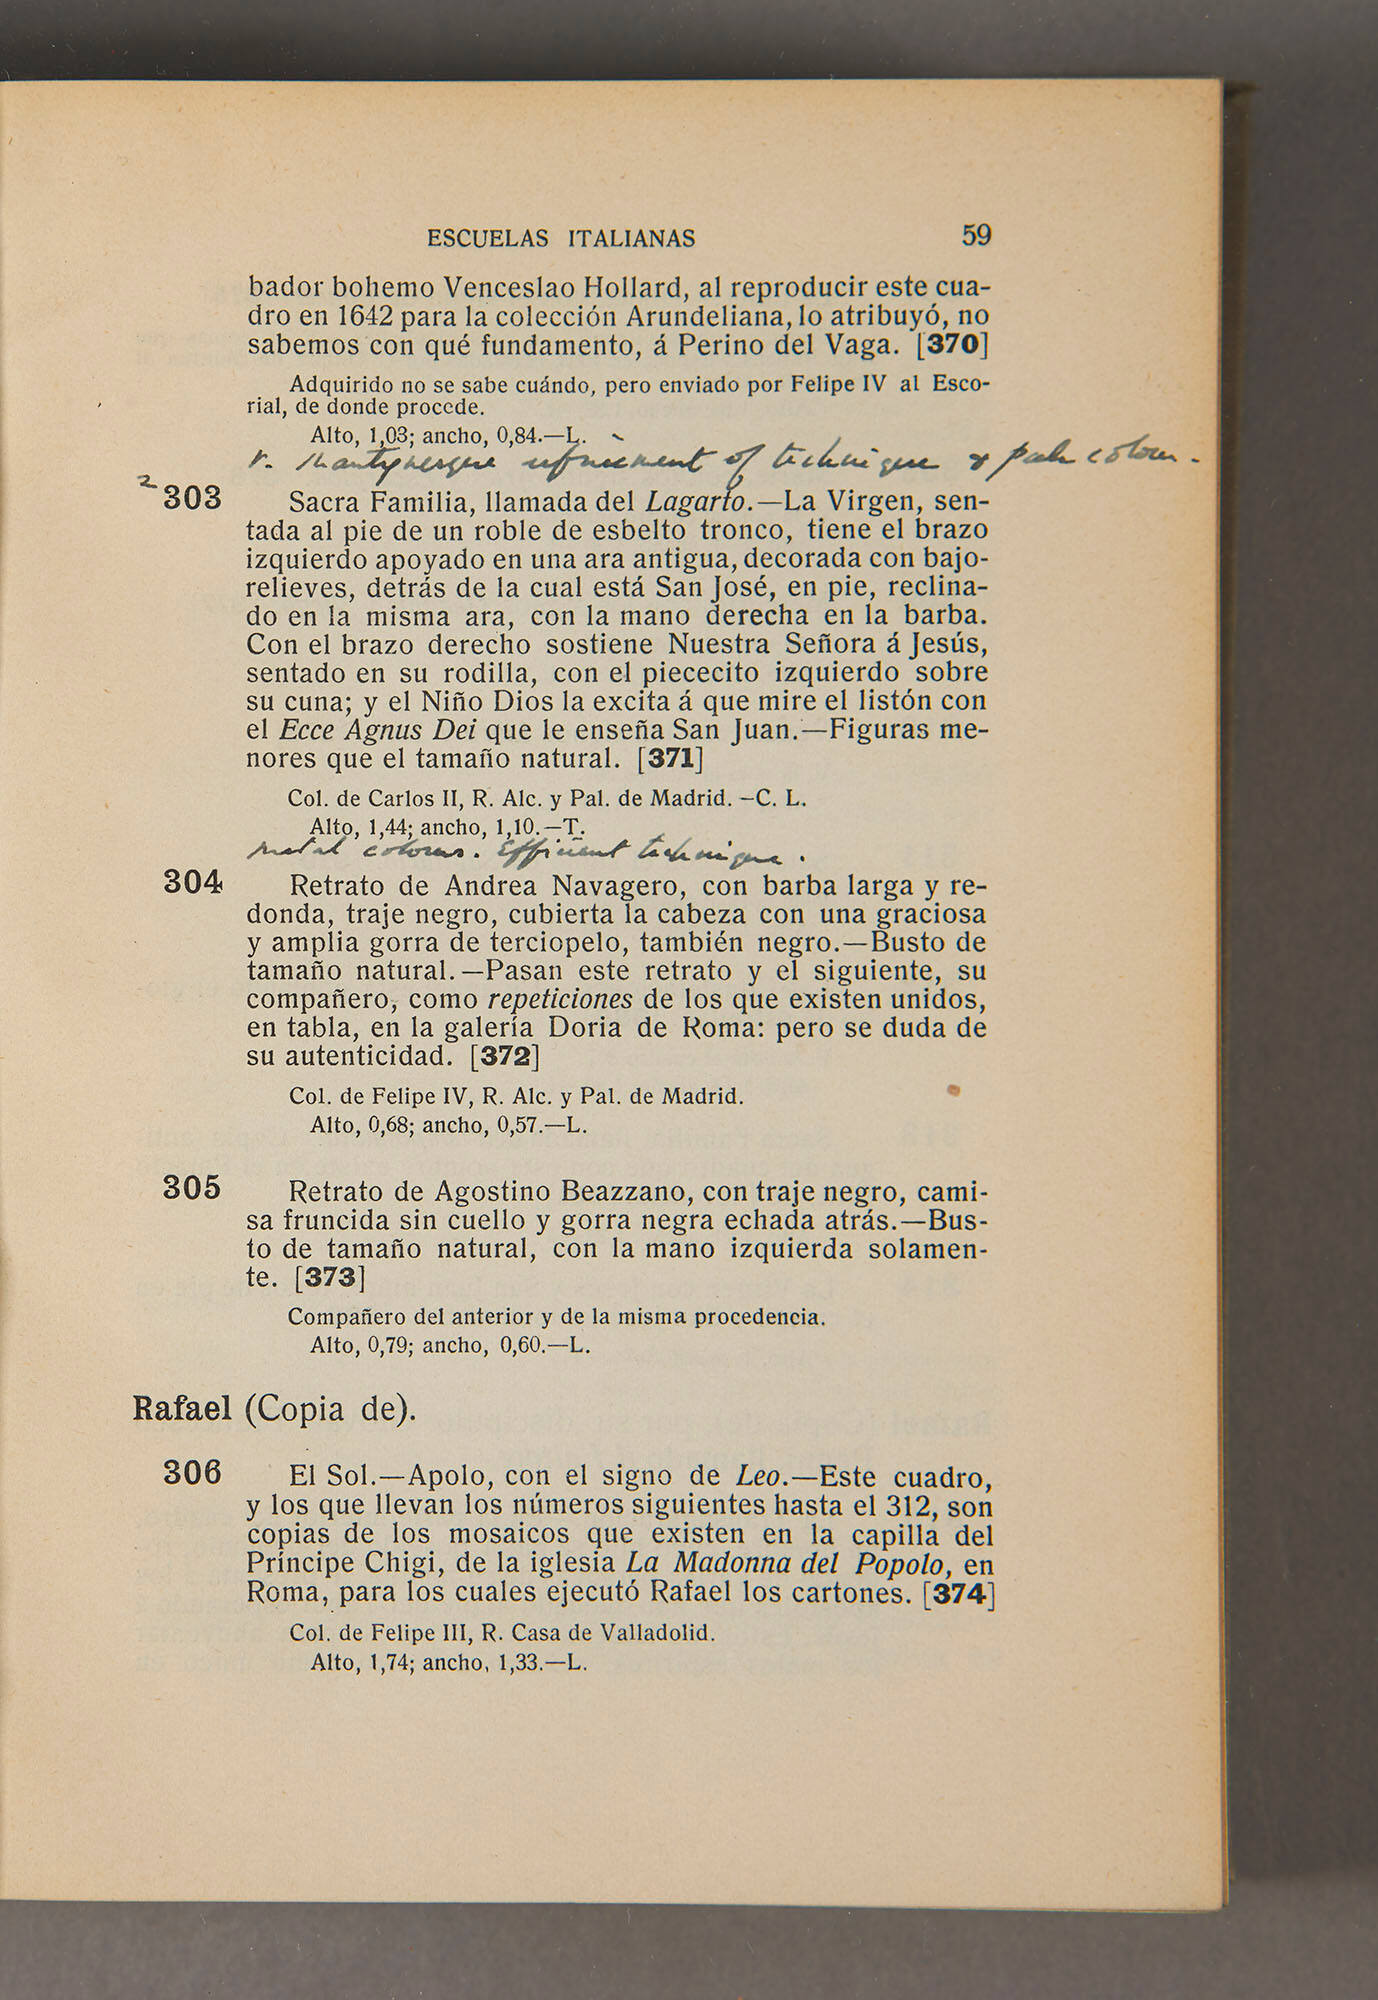 ESCUELAS ITALIANAS 59
bador bohemo Venceslao Hollard, al reproducir este cua-
dro en 1642 para la colección Arundeliana, lo atribuyó, no
sabemos con qué fundamento, á Perino del Vaga. [370]
Adquirido no se sabe cuándo, pero enviado por Felipe IV al Esco-
rial, de donde procede.
Alto, 1,03; ancho, 0,84.—L.
refinement of technique & pale colour.
2
303 Sacra Familia, llamada del Lagarto.—La Virgen, sen-
tada al pie de un roble de esbelto tronco, tiene el brazo
izquierdo apoyado en una ara antigua, decorada con bajo-
relieves, detrás de la cual está San José, en pie, reclina-
do en la misma ara, con la mano derecha en la barba.
Con el brazo derecho sostiene Nuestra Señora á Jesús,
sentado en su rodilla, con el piececito izquierdo sobre
su cuna; y el Niño Dios la excita á que mire el listón con
el Ecce Agnus Dei que le enseña San Juan.—Figuras me-
nores que el tamaño natural. [371]
Col. de Carlos II, R. Alc. y Pal. de Madrid.—C. L.
Alto, 1,44; ancho, 1,10.—T.
metal colours. Efficient technique.
304 Retrato de Andrea Navagero, con barba larga y re-
donda, traje negro, cubierta la cabeza con una graciosa
y amplia gorra de terciopelo, también negro.—Busto de
tamaño natural.—Pasan este retrato y el siguiente, su
compañero, como repeticiones de los que existen unidos,
en tabla, en la galería Doria de Roma: pero se duda de
su autenticidad. [372]
Col. de Felipe IV, R. Alc. y Pal. de Madrid.
Alto, 0,68; ancho, 0,57.—L.
305 Retrato de Agostino Beazzano, con traje negro, cami-
sa fruncida sin cuello y gorra negra echada atrás.—Bus-
to de tamaño natural, con la mano izquierda solamen-
te. [373]
Compañero del anterior y de la misma procedencia.
Alto, 0,79; ancho, 0,60.—L.
Rafael (Copia de).
306 El Sol.—Apolo, con el signo de Leo.—Este cuadro,
y los que llevan los números siguientes hasta el 312, son
copias de los mosaicos que existen en la capilla del
Príncipe Chigi, de la iglesia La Madonna del Popolo, en
Roma, para los cuales ejecutó Rafael los cartones. [374]
Col. de Felipe III, R. Casa de Valladolid.
Alto, 1,74; ancho, 1,33.—L.